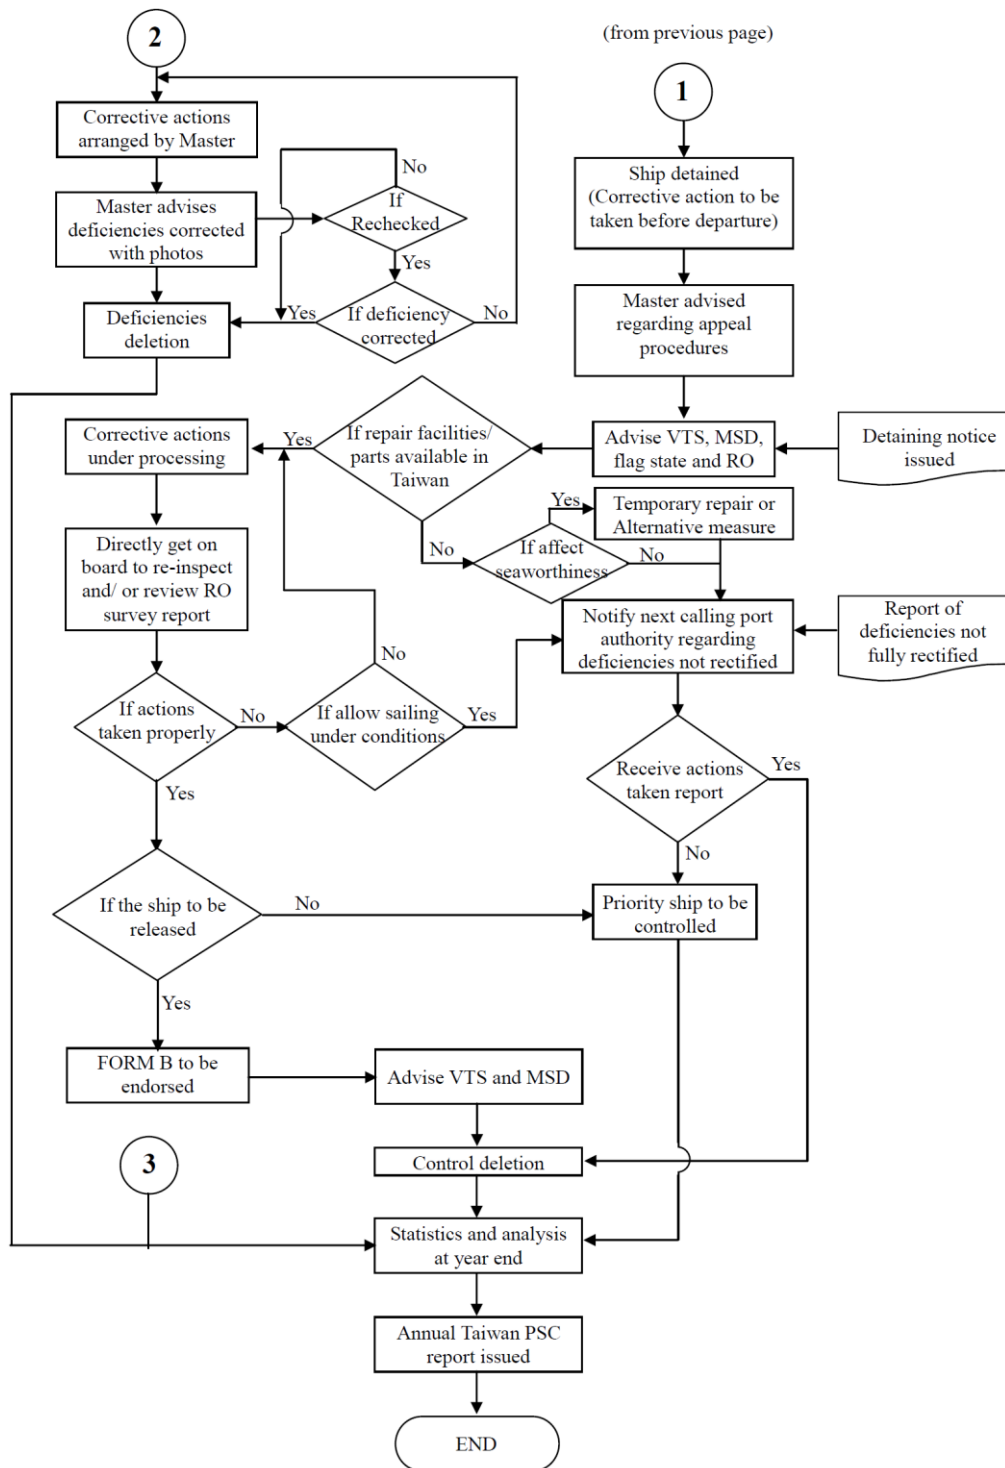 (from previous page)
2
1
Corrective actions
arranged by Master
No
If
Rechecked
Ship detained
(Corrective action to be
taken before departure)
Master advises
deficiencies corrected
with photos
Yes
Deficiencies
deletion
Yes
If deficiency
corrected
No
Master advised
regarding appeal
procedures
Corrective actions
under processing
Yes
If repair facilities/
parts available in
Taiwan
Advise VTS, MSD,
flag state and RO
Detaining notice
issued
Yes
Temporary repair or
Alternative measure
No
If affect
seaworthiness
No
Directly get on
board to re-inspect
and/ or review RO
survey report
Notify next calling port
authority regarding
deficiencies not rectified
Report of
deficiencies not
fully rectified
No
If actions
taken properly
No
If allow sailing
under conditions
Yes
Receive actions
taken report
Yes
Yes
No
If the ship to be
released
No
Priority ship to be
controlled
Yes
FORM B to be
endorsed
Advise VTS and MSD
3
Control deletion
Statistics and analysis
at year end
Annual Taiwan PSC
report issued
END